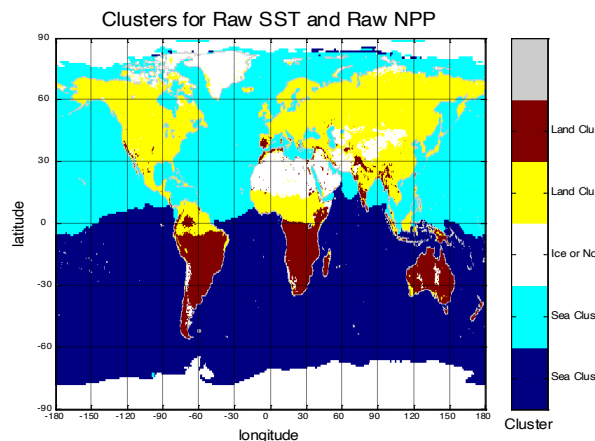 Clusters for Raw SST and Raw NPP
90
60
30
0
-30
-60
-90
latitude
-180 -150 -120 -90 -60 -30 0 30 60 90 120 150 180
longitude
Land Clu
Land Clu
Ice or No
Sea Clus
Sea Clus
Cluster